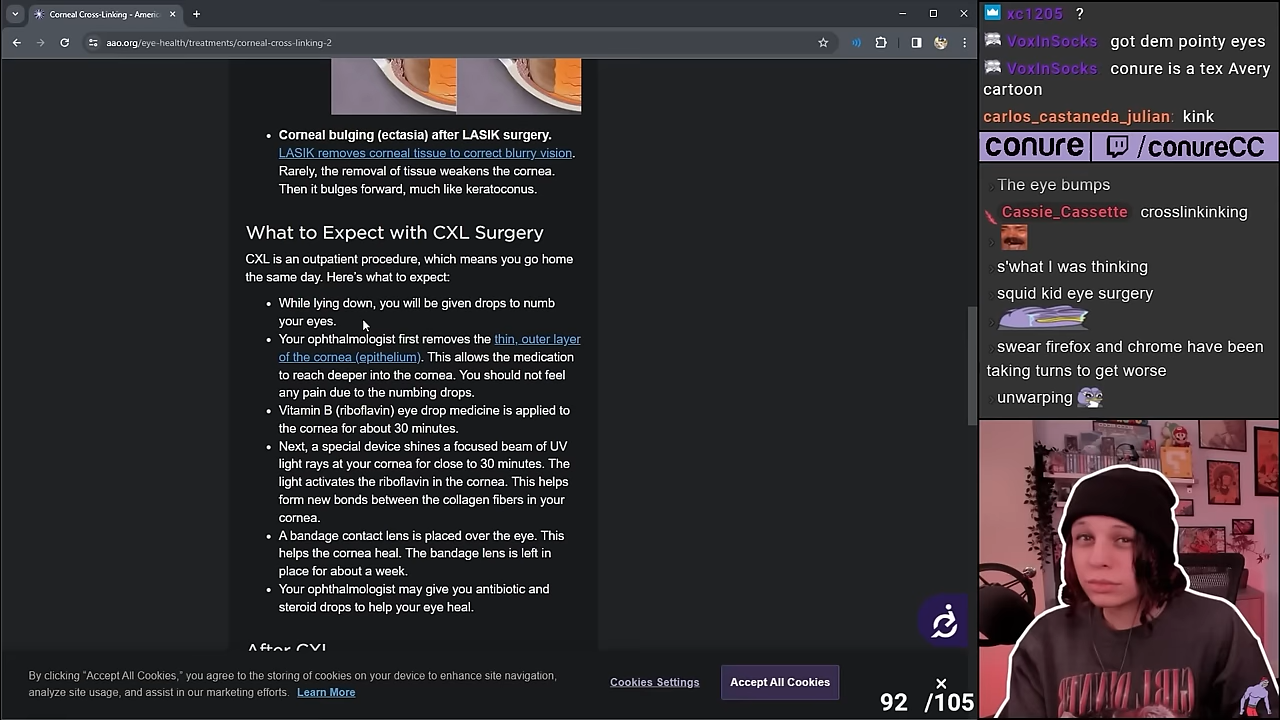 Corneal Cross-Linking - Americ
aao.org/eye-health/treatments/corneal-cross-linking-2
Corneal bulging (ectasia) after LASIK surgery.
LASIK removes corneal tissue to correct blurry vision.
Rarely, the removal of tissue weakens the cornea.
Then it bulges forward, much like keratoconus.
What to Expect with CXL Surgery
CXL is an outpatient procedure, which means you go home
the same day. Here's what to expect:
While lying down, you will be given drops to numb
your eyes.
Your ophthalmologist first removes the thin, outer layer
of the cornea (epithelium). This allows the medication
to reach deeper into the cornea. You should not feel
any pain due to the numbing drops.
Vitamin B (riboflavin) eye drop medicine is applied to
the cornea for about 30 minutes.
Next, a special device shines a focused beam of UV
light rays at your cornea for close to 30 minutes. The
light activates the riboflavin in the cornea. This helps
form new bonds between the collagen fibers in your
cornea.
A bandage contact lens is placed over the eye. This
helps the cornea heal. The bandage lens is left in
place for about a week.
Your ophthalmologist may give you antibiotic and
steroid drops to help your eye heal.
After CXL
By clicking "Accept All Cookies," you agree to the storing of cookies on your device to enhance site navigation,
analyze site usage, and assist in our marketing efforts. Learn More
Cookies Settings
Accept All Cookies
92 /105
xc1205 ?
VoxInSocks got dem pointy eyes
VoxInSocks conure is a tex Avery
cartoon
carlos_castaneda_julian: kink
conure /conureCC
The eye bumps
Cassie_Cassette crosslinkinking
s'what I was thinking
squid kid eye surgery
swear firefox and chrome have been
taking turns to get worse
unwarping